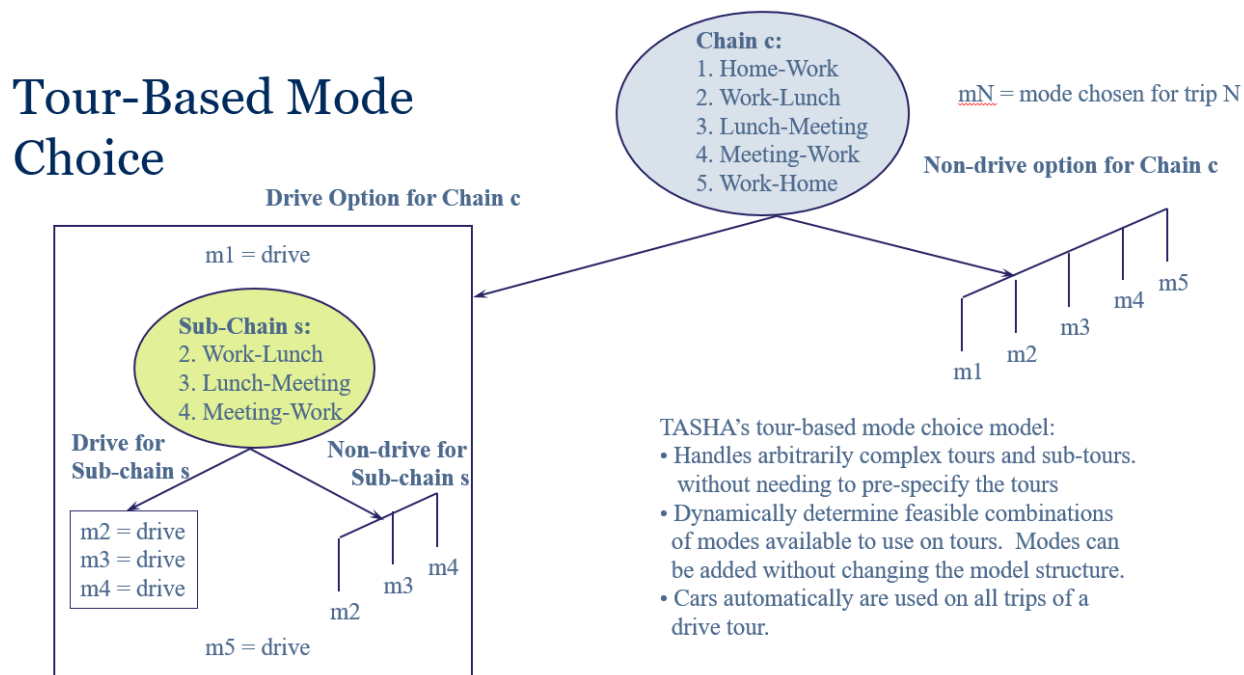 Tour-Based Mode
Choice
Chain c:
1. Home-Work
2. Work-Lunch
3. Lunch-Meeting
4. Meeting-Work
5. Work-Home
mN = mode chosen for trip N
Non-drive option for Chain c
m1
m2
m3
m4
m5
Drive Option for Chain c
m1 = drive
Sub-Chain s:
2. Work-Lunch
3. Lunch-Meeting
4. Meeting-Work
Drive for
Sub-chain s
Non-drive for
Sub-chain s
m2 = drive
m3 = drive
m4 = drive
m2
m3
m4
m5 = drive
TASHA's tour-based mode choice model:
• Handles arbitrarily complex tours and sub-tours.
without needing to pre-specify the tours
• Dynamically determine feasible combinations
of modes available to use on tours. Modes can
be added without changing the model structure.
• Cars automatically are used on all trips of a
drive tour.